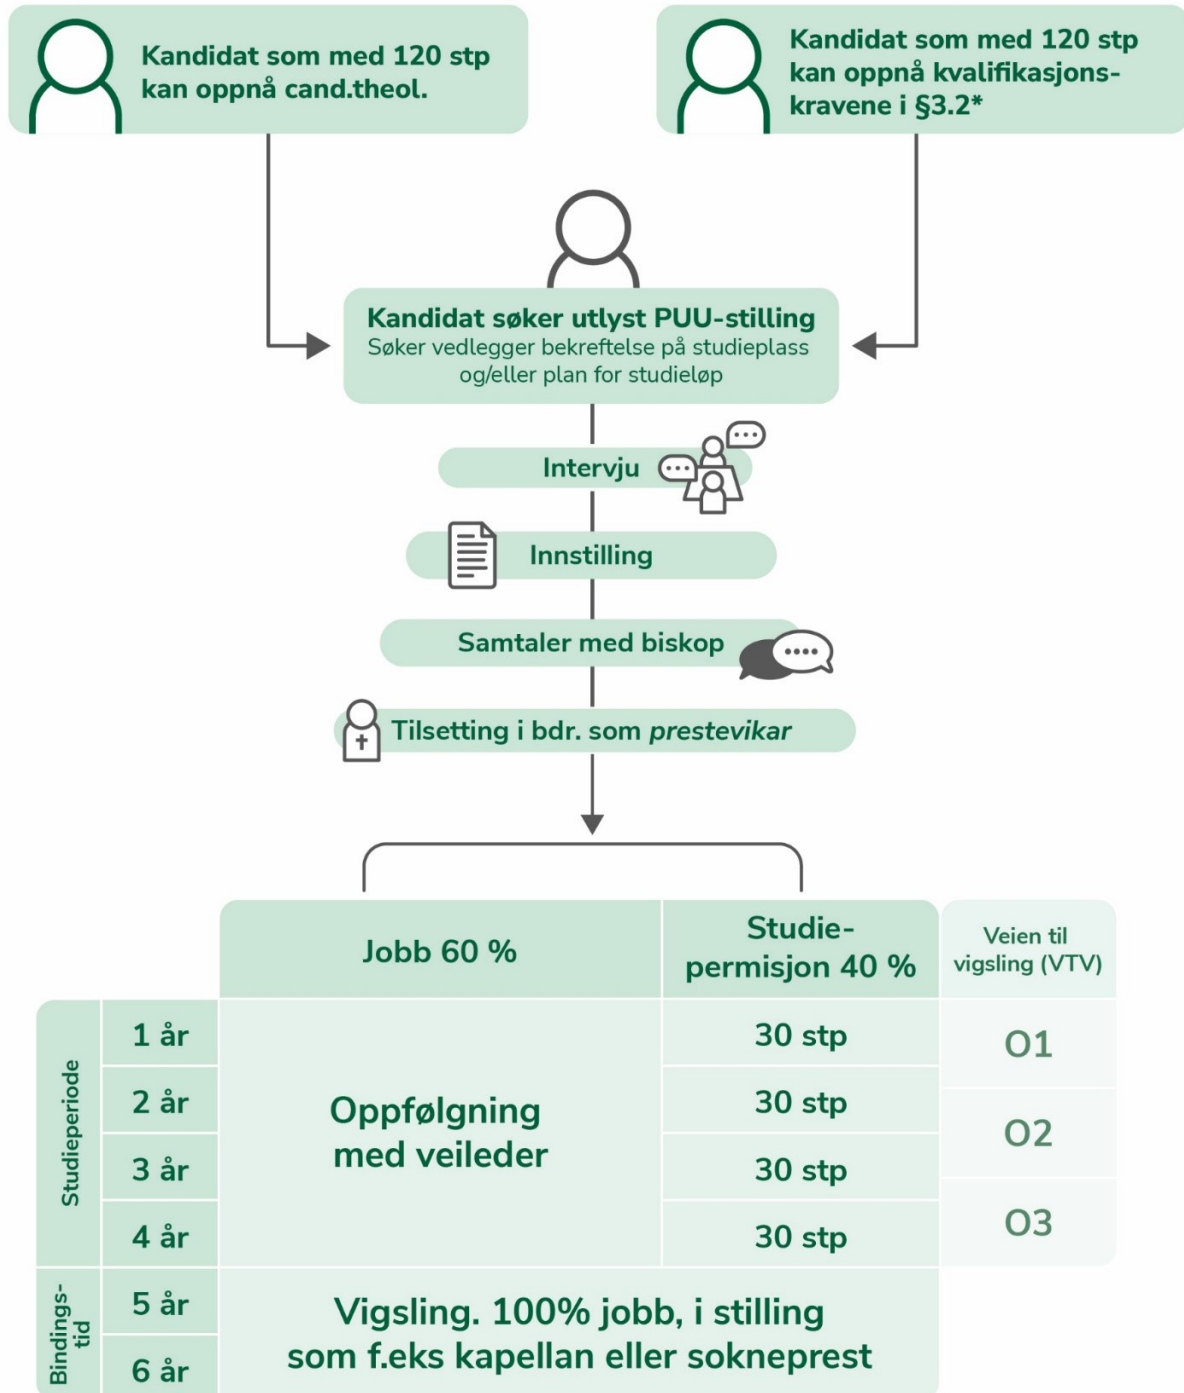 Kandidat som med 120 stp
kan oppnå cand.theol.
Kandidat som med 120 stp
kan oppnå kvalifikasjons-
kravene i §3.2*
Kandidat søker utlyst PUU-stilling
Søker vedlegger bekreftelse på studieplass
og/eller plan for studieløp
Intervju
Innstilling
Samtaler med biskop
Tilsetting i bdr. som prestevikar
Jobb 60 %
Studie-
permisjon 40 %
Veien til
vigsling (VTV)
Studieperiode
1 år
2 år
3 år
4 år
Oppfølgning
med veileder
30 stp
30 stp
30 stp
30 stp
O1
O2
O3
Bindings-
tid
5 år
6 år
Vigsling. 100% jobb, i stilling
som f.eks kapellan eller sokneprest